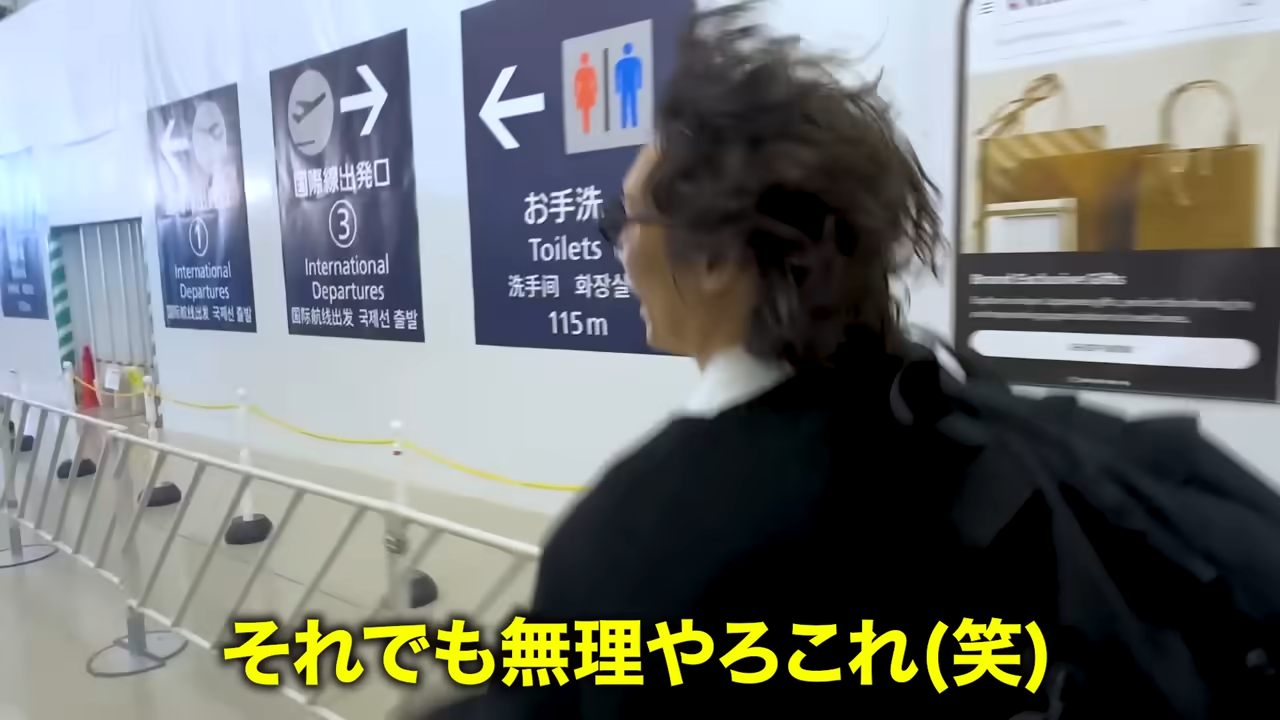 ①
International
Departures
国際航线出发 국제선 출발
国際線出発口
③
International
Departures
国际航线出发 국제선 출발
お手洗
Toilets
洗手间 화장실
115m
それでも無理やろこれ(笑)